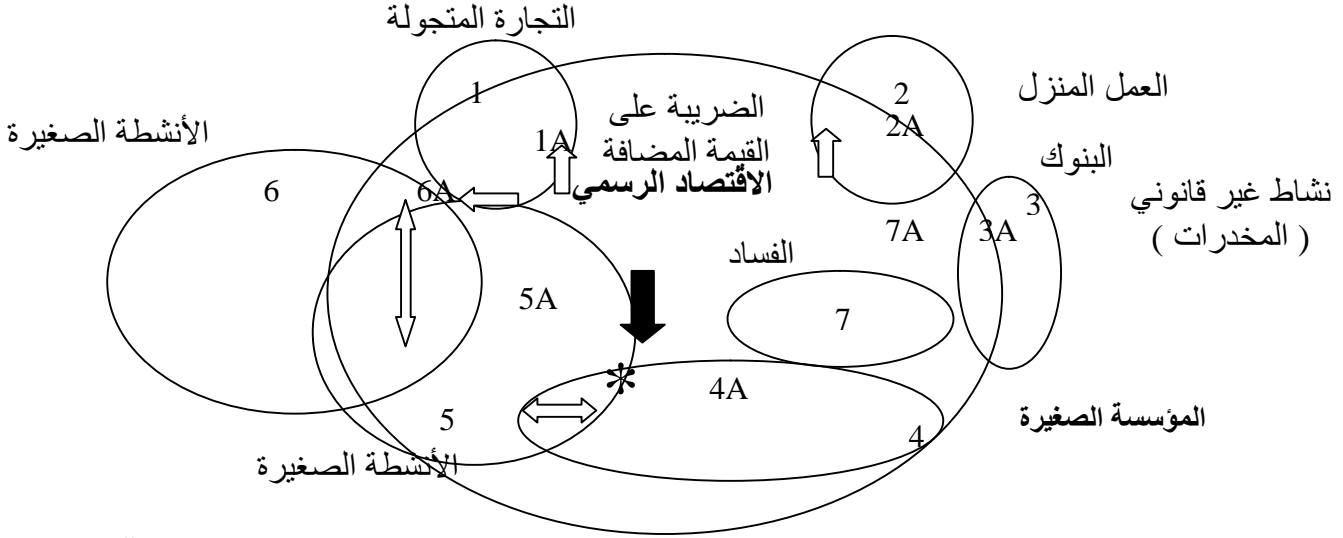 التجارة المتجولة
1
2
العمل المنزل
الضريبة على
2A
1A
الأنشطة الصغيرة
القيمة المضافة
البنوك
الاقتصاد الرسمي
6
6A
3
نشاط غير قانوني
7A
3A
( المخدرات )
الفساد
5A
7
4A
5
المؤسسة الصغيرة
4
الأنشطة الصغيرة